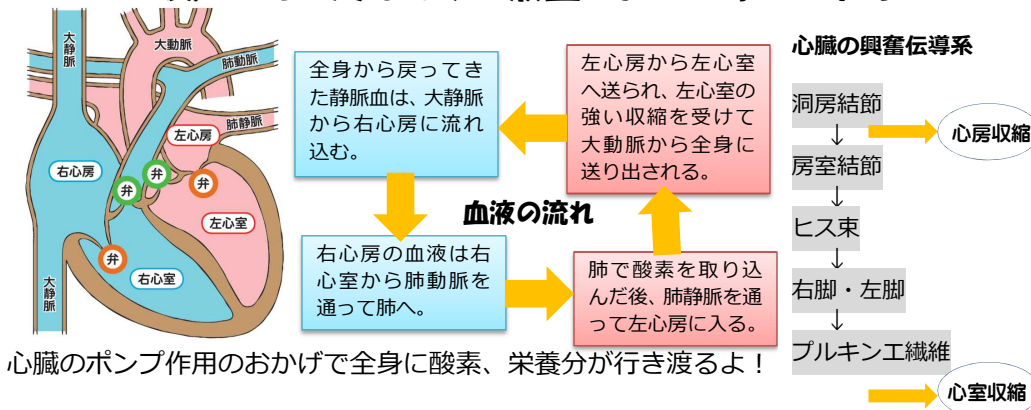 大静脈
大動脈
肺動脈
肺静脈
左心房
右心房
弁
弁
弁
左心室
弁
右心室
大静脈
全身から戻ってき
た静脈血は、大静脈
から右心房に流れ
込む。
左心房から左心室
へ送られ、左心室の
強い収縮を受けて
大動脈から全身に
送り出される。
血液の流れ
右心房の血液は右
心室から肺動脈を
通って肺へ。
肺で酸素を取り込
んだ後、肺静脈を通
って左心房に入る。
心臓のポンプ作用のおかげで全身に酸素、栄養分が行き渡るよ！
心臓の興奮伝導系
洞房結節
↓
心房収縮
房室結節
↓
ヒス束
↓
右脚・左脚
↓
プルキンエ繊維
心室収縮